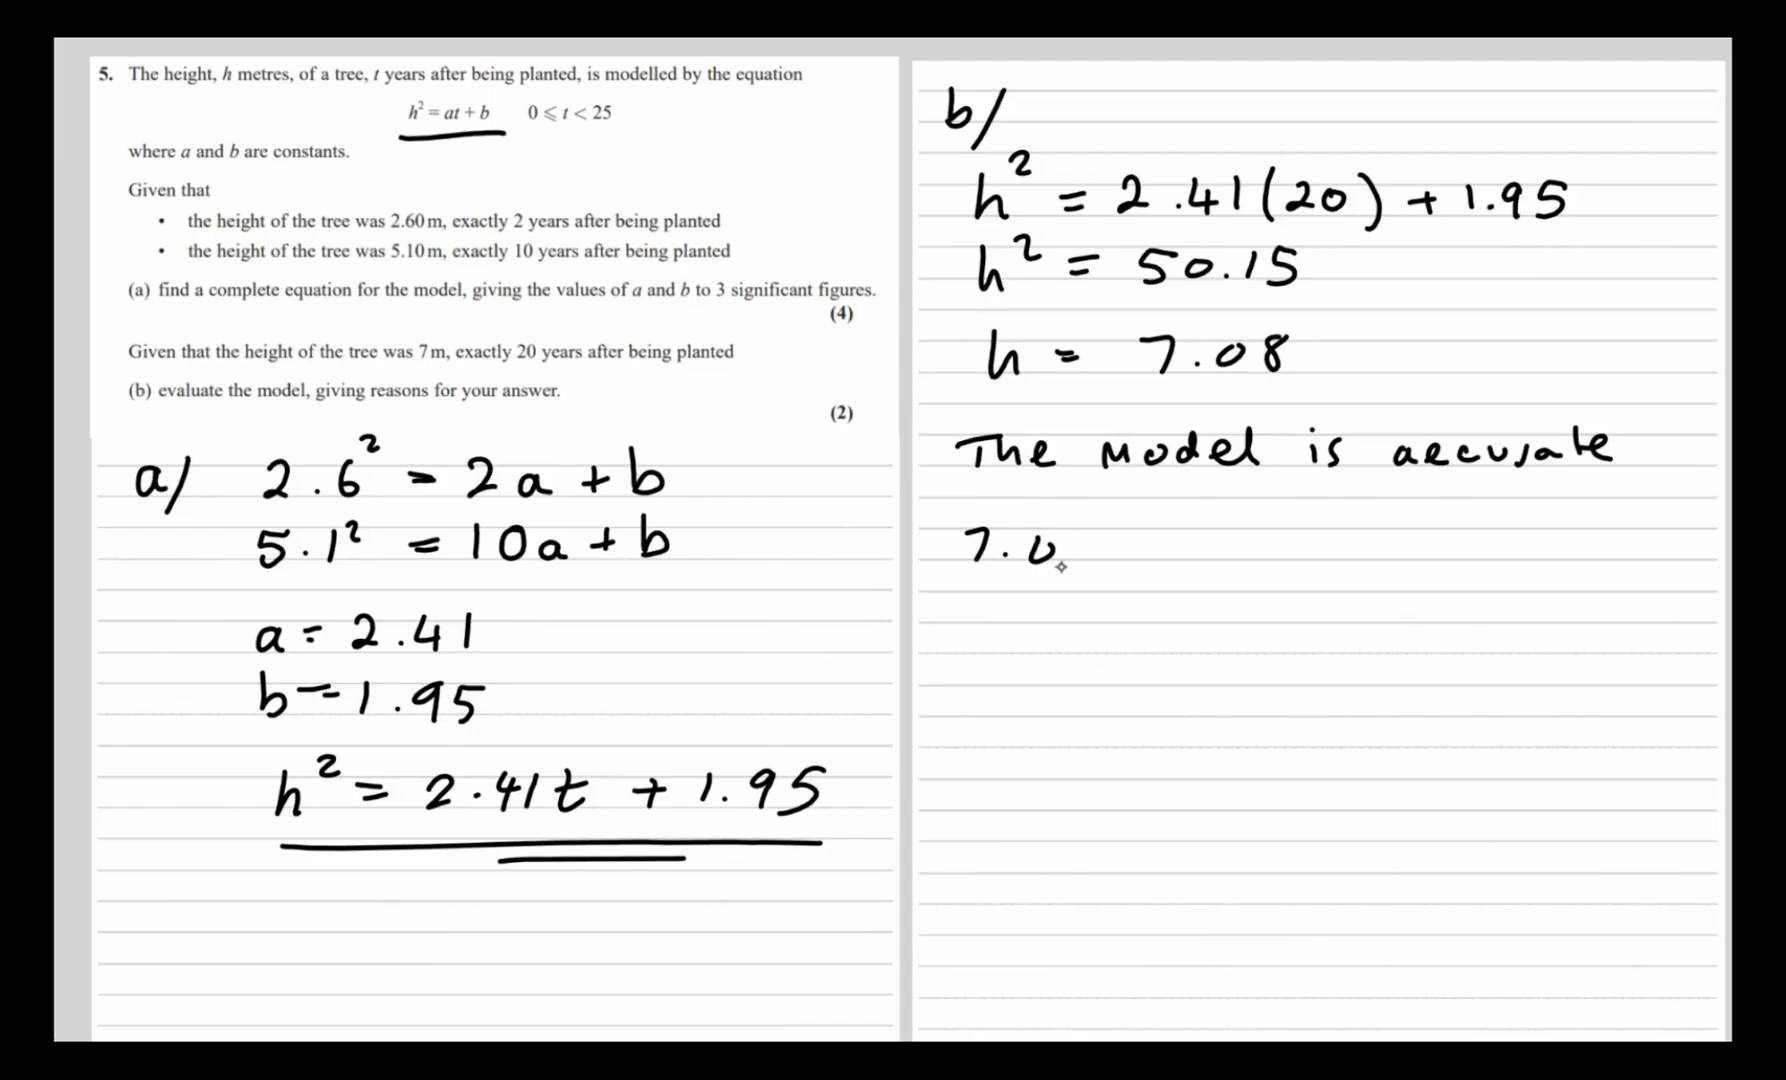 5. The height, h metres, of a tree, t years after being planted, is modelled by the equation
h² = at + b 0 ⩽ t < 25
where a and b are constants.
Given that
• the height of the tree was 2.60 m, exactly 2 years after being planted
• the height of the tree was 5.10 m, exactly 10 years after being planted
(a) find a complete equation for the model, giving the values of a and b to 3 significant figures.
(4)
Given that the height of the tree was 7 m, exactly 20 years after being planted
(b) evaluate the model, giving reasons for your answer.
(2)
a/ 2.6² = 2a + b
5.1² = 10a + b
a = 2.41
b = 1.95
h² = 2.41t + 1.95
b/
h² = 2.41(20) + 1.95
h² = 50.15
h = 7.08
The model is accurate
7.0